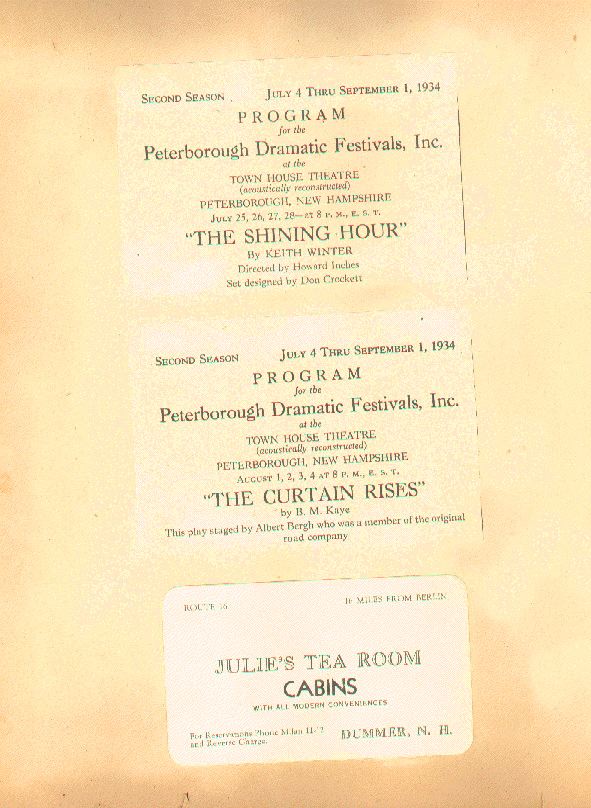 SECOND SEASON JULY 4 THRU SEPTEMBER 1, 1934
PROGRAM
for the
Peterborough Dramatic Festivals, Inc.
at the
TOWN HOUSE THEATRE
(acoustically reconstructed)
PETERBOROUGH, NEW HAMPSHIRE
JULY 25, 26, 27, 28—AT 8 P. M., E. S. T.
"THE SHINING HOUR"
By KEITH WINTER
Directed by Howard Inches
Set designed by Don Crockett
SECOND SEASON JULY 4 THRU SEPTEMBER 1, 1934
PROGRAM
for the
Peterborough Dramatic Festivals, Inc.
at the
TOWN HOUSE THEATRE
(acoustically reconstructed)
PETERBOROUGH, NEW HAMPSHIRE
AUGUST 1, 2, 3, 4 AT 8 P. M., E. S. T.
"THE CURTAIN RISES"
by B. M. Kaye
This play staged by Albert Bergh who was a member of the original
road company
ROUTE 16 MILES FROM BERLIN
JULIE'S TEA ROOM
CABINS
WITH ALL MODERN CONVENIENCES
For Reservations Phone Milan
and Reverse Charge. DUMMER, N. H.